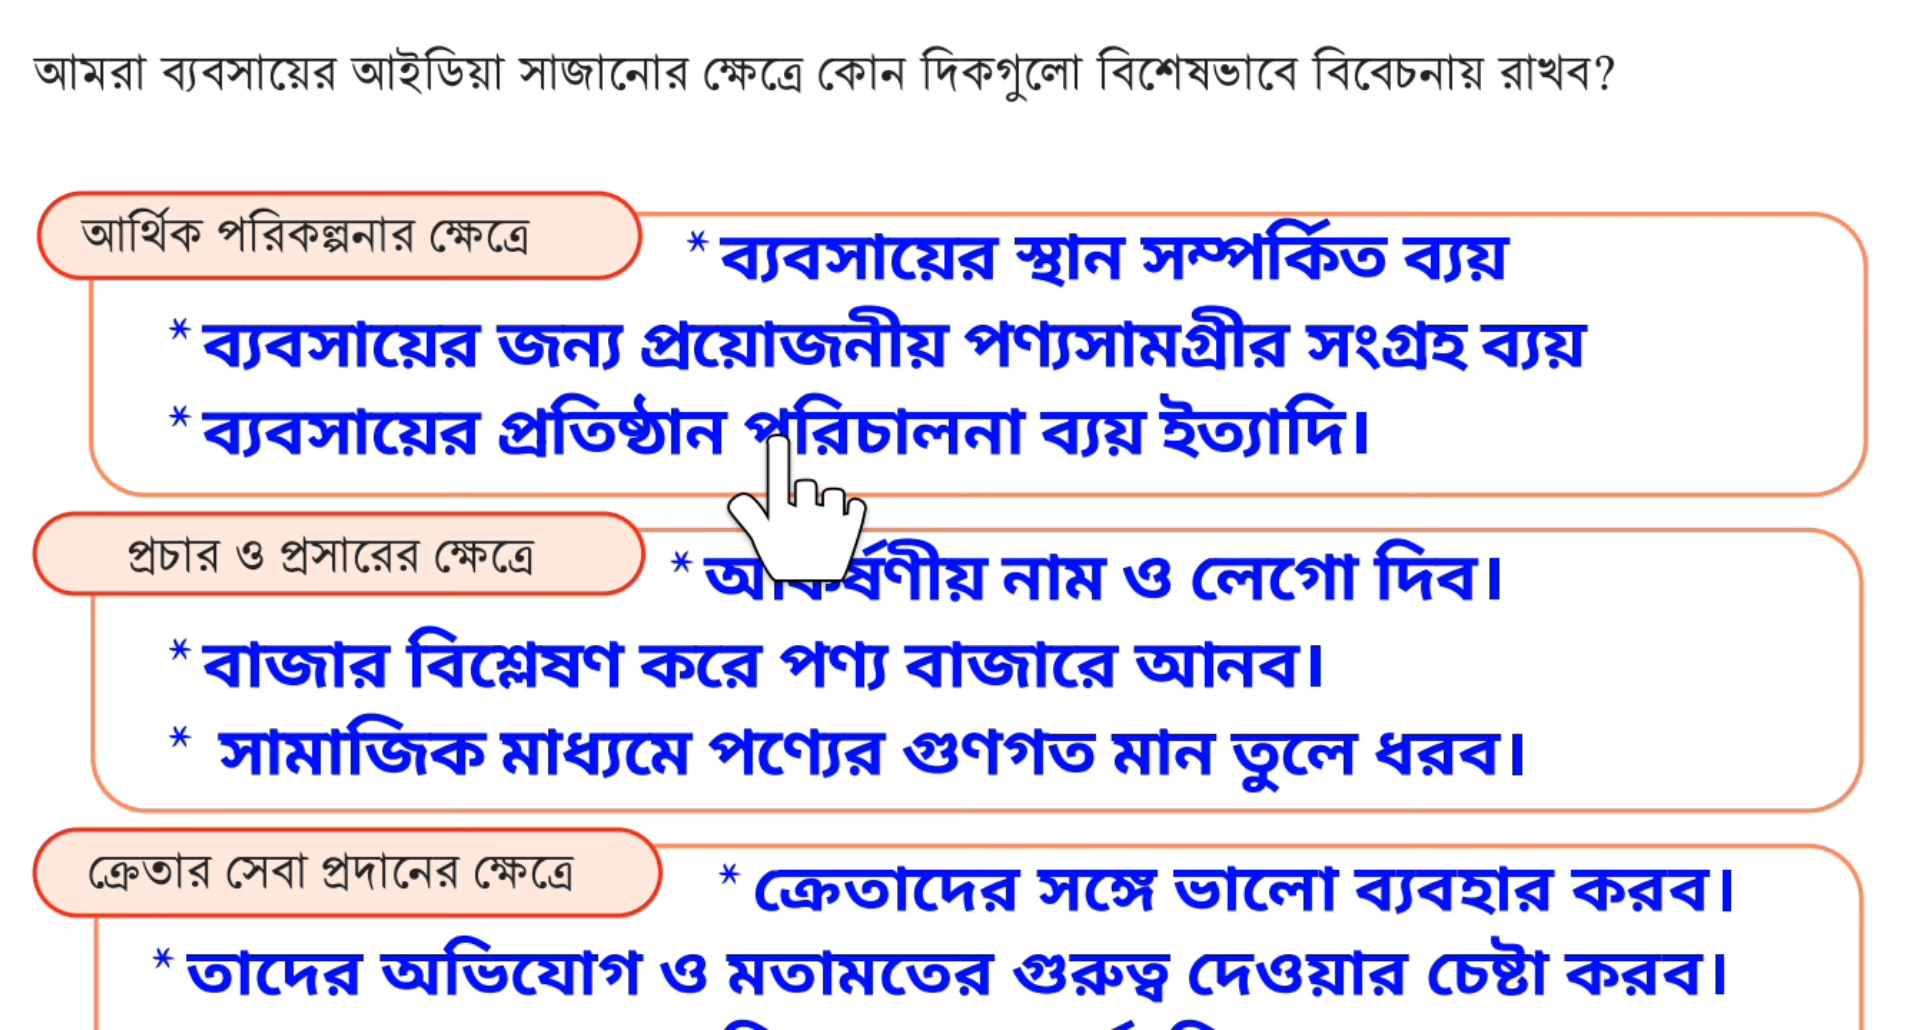 আমরা ব্যবসায়ের আইডিয়া সাজানোর ক্ষেত্রে কোন দিকগুলো বিশেষভাবে বিবেচনায় রাখব?
আর্থিক পরিকল্পনার ক্ষেত্রে
* ব্যবসায়ের স্থান সম্পর্কিত ব্যয়
* ব্যবসায়ের জন্য প্রয়োজনীয় পণ্যসামগ্রীর সংগ্রহ ব্যয়
* ব্যবসায়ের প্রতিষ্ঠান পরিচালনা ব্যয় ইত্যাদি।
প্রচার ও প্রসারের ক্ষেত্রে
* আকর্ষণীয় নাম ও লেগো দিব।
* বাজার বিশ্লেষণ করে পণ্য বাজারে আনব।
* সামাজিক মাধ্যমে পণ্যের গুণগত মান তুলে ধরব।
ক্রেতার সেবা প্রদানের ক্ষেত্রে
* ক্রেতাদের সঙ্গে ভালো ব্যবহার করব।
* তাদের অভিযোগ ও মতামতের গুরুত্ব দেওয়ার চেষ্টা করব।